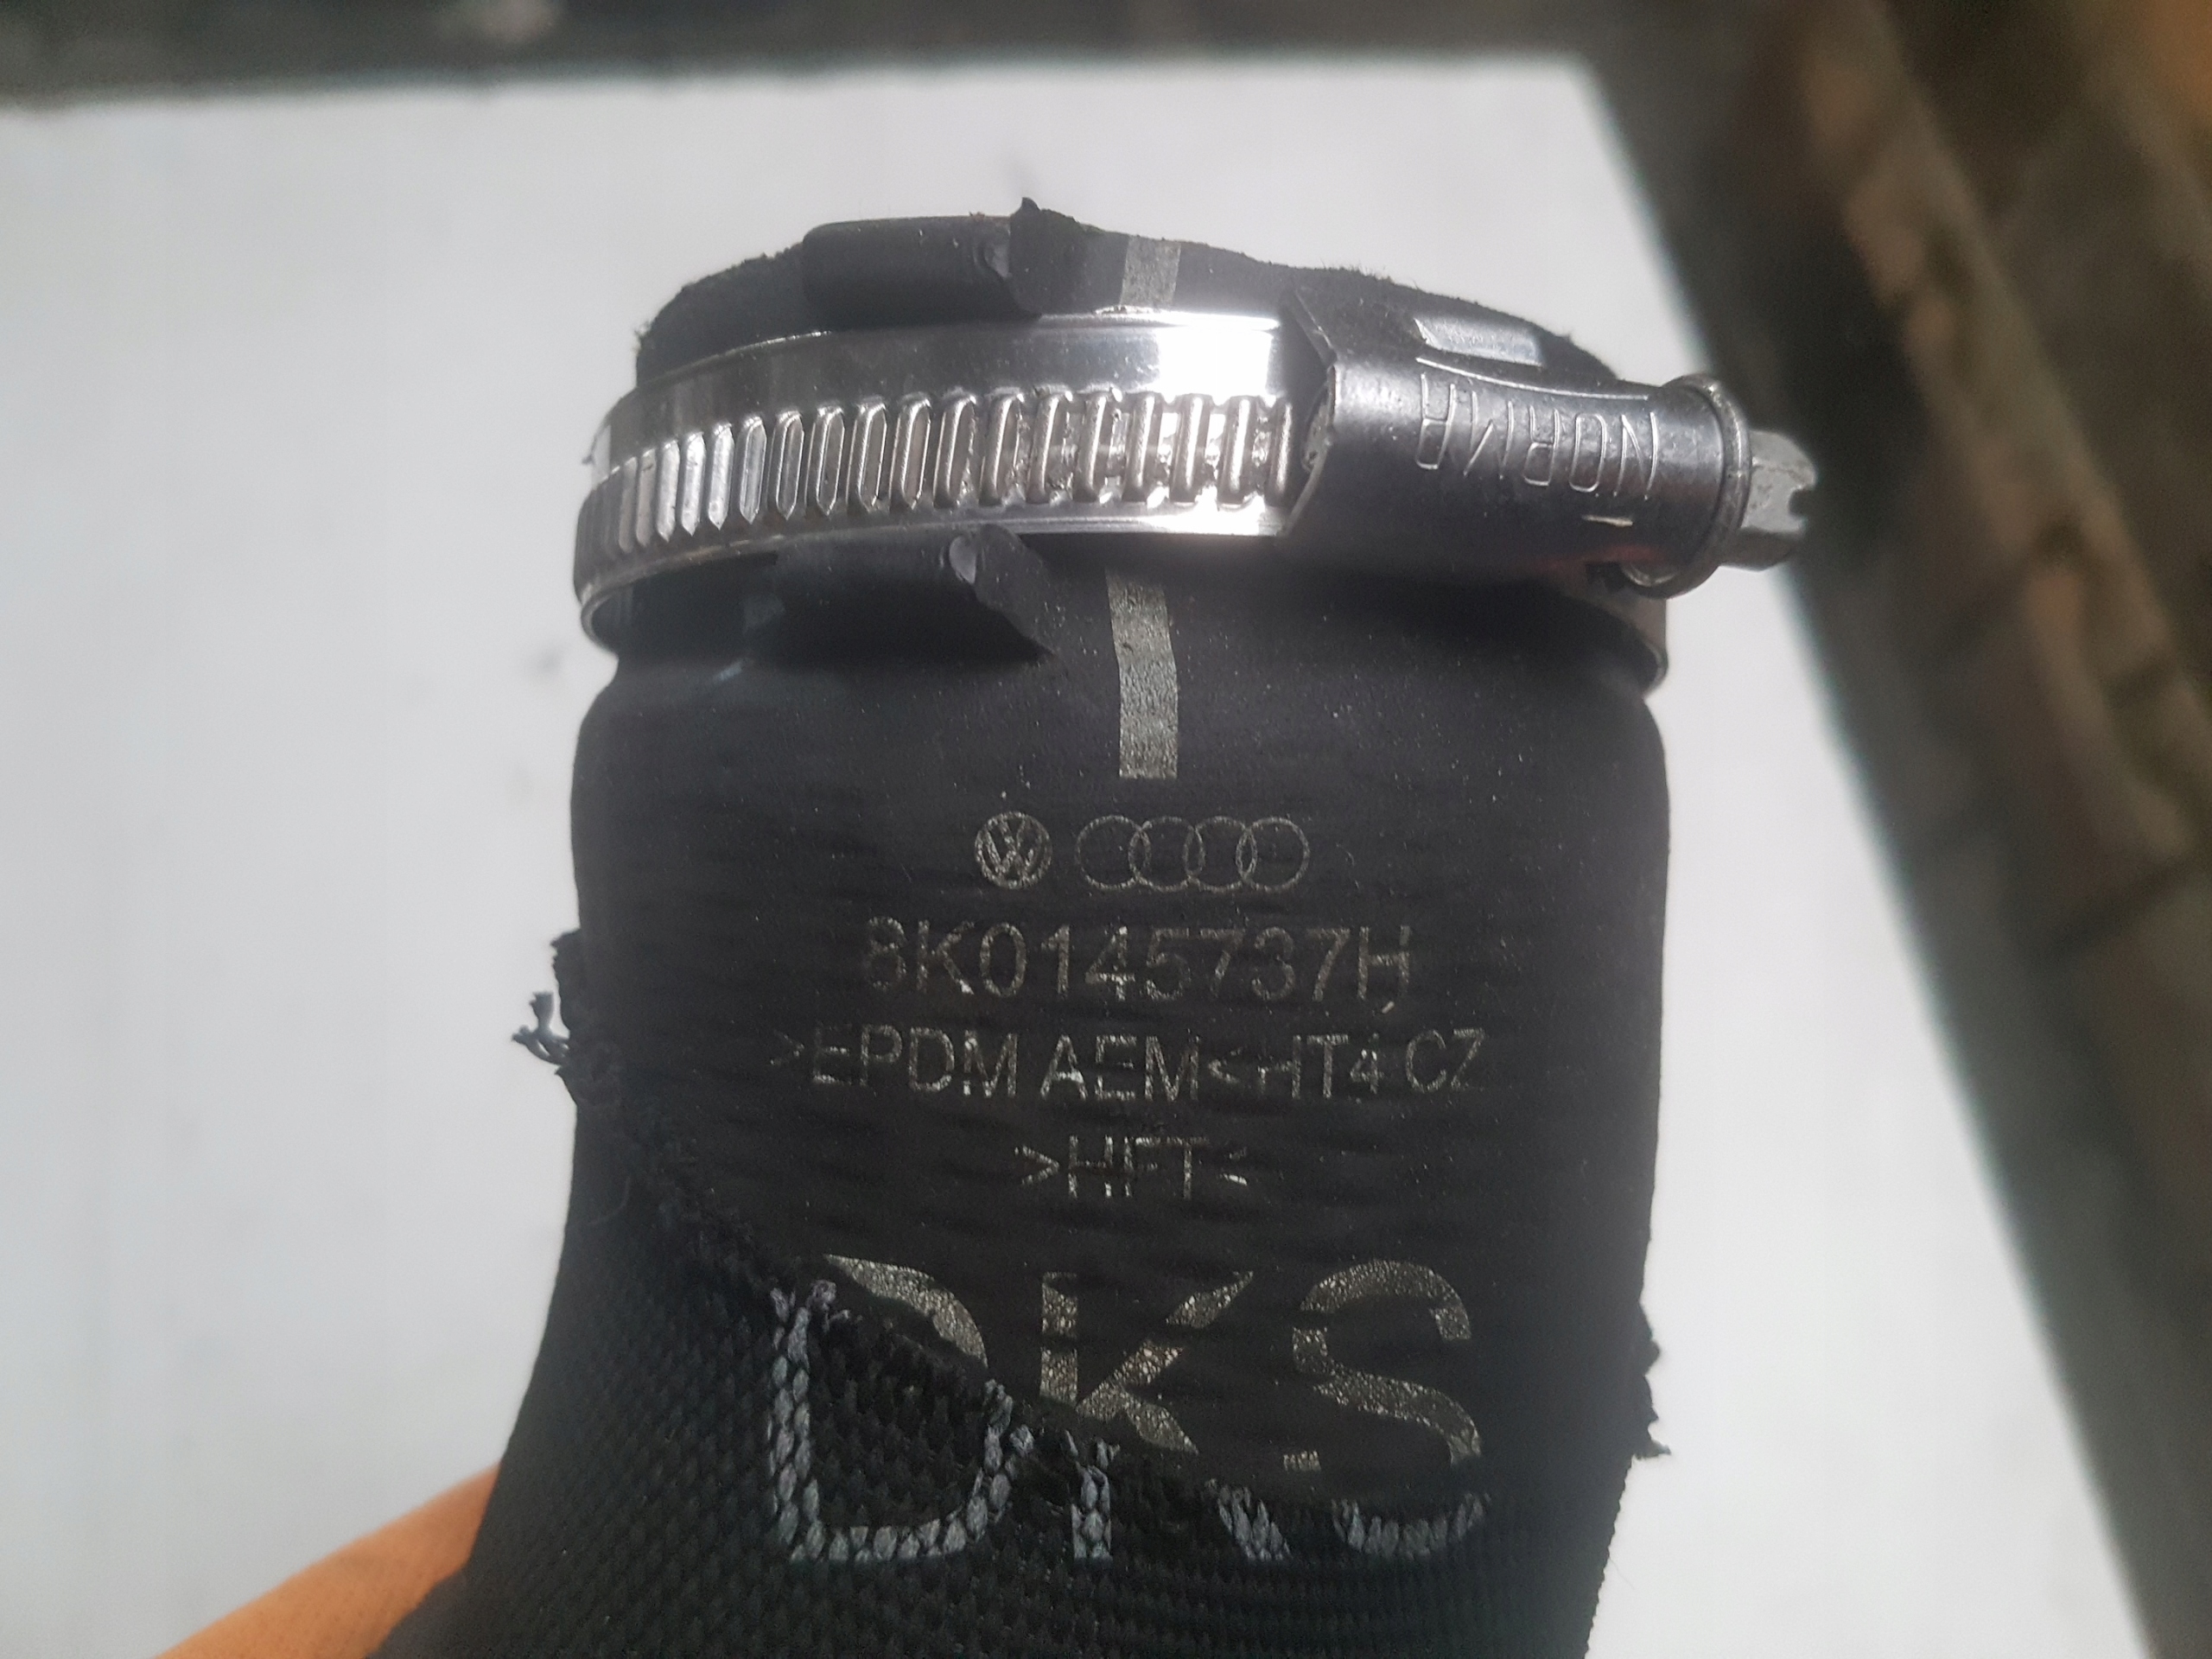 NORMA
8K0145737H
>EPDM AEM<HT4 CZ
>HFT<
DKS